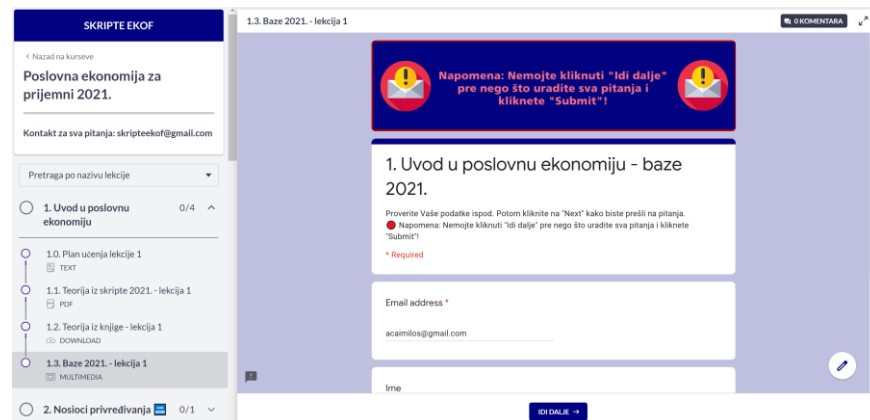 SKRIPTE EKOF
< Nazad na kurseve
Poslovna ekonomija za
prijemni 2021.
Kontakt za sva pitanja: skripteekof@gmail.com
Pretraga po nazivu lekcije
1. Uvod u poslovnu
ekonomiju
0/4
1.0. Plan učenja lekcije 1
TEXT
1.1. Teorija iz skripte 2021. - lekcija 1
PDF
1.2. Teorija iz knjige - lekcija 1
DOWNLOAD
1.3. Baze 2021. - lekcija 1
MULTIMEDIA
2. Nosioci privređivanja
0/1
1.3. Baze 2021. - lekcija 1
0 KOMENTARA
Napomena: Nemojte kliknuti "Idi dalje"
pre nego što uradite sva pitanja i
kliknete "Submit"!
1. Uvod u poslovnu ekonomiju - baze
2021.
Proverite Vaše podatke ispod. Potom kliknite na "Next" kako biste prešli na pitanja.
Napomena: Nemojte kliknuti "Idi dalje" pre nego što uradite sva pitanja i kliknete
"Submit"!
* Required
Email address *
acaimilos@gmail.com
Ime
IDI DALJE →